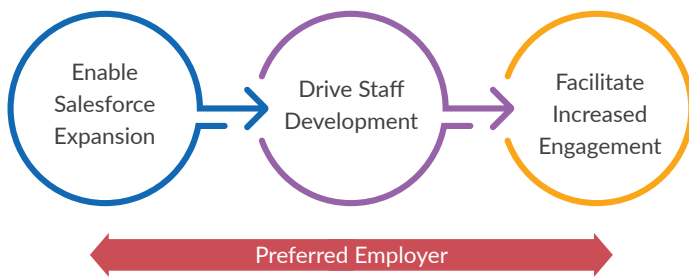 Enable
Salesforce
Expansion
Drive Staff
Development
Facilitate
Increased
Engagement
Preferred Employer